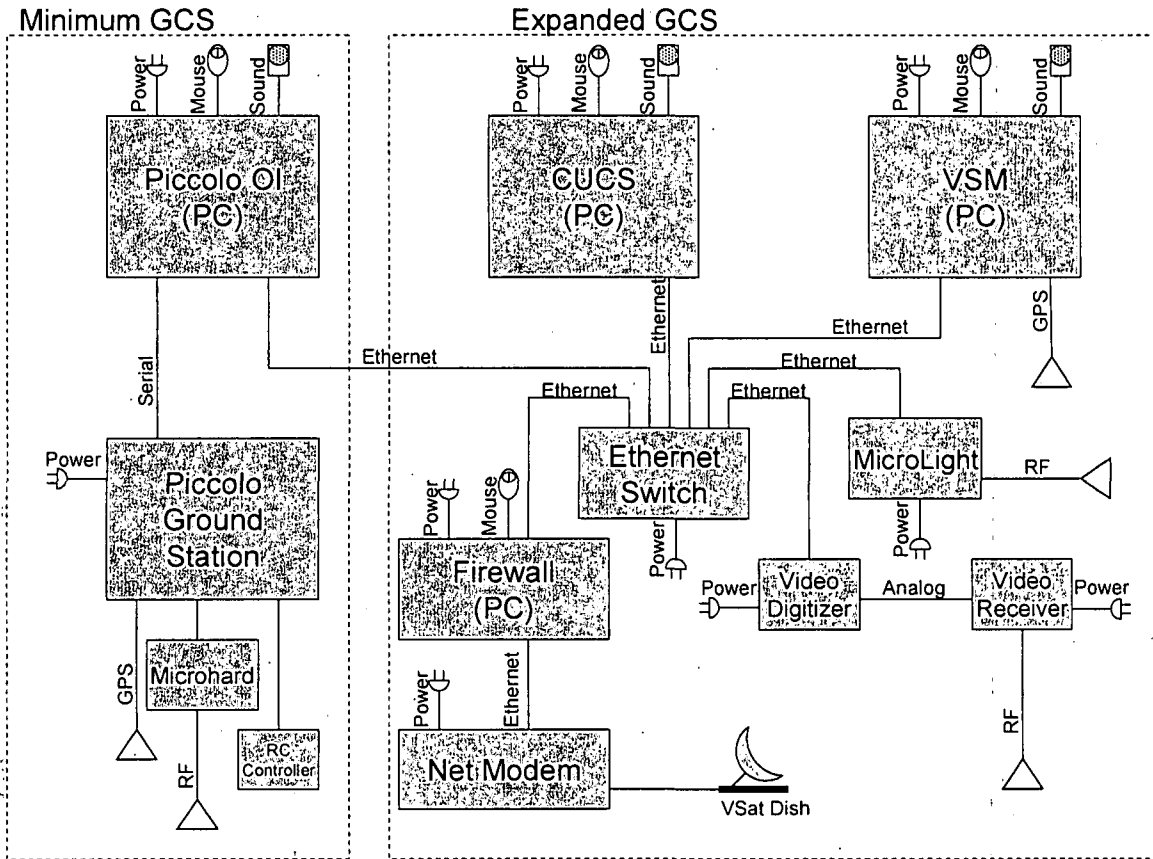 Minimum GCS
Expanded GCS
Power
Mouse
Sound
Power
Mouse
Sound
Power
Mouse
Sound
Piccolo OI
(PC)
CUCS
(PC)
VSM
(PC)
Serial
Ethernet
Ethernet
Ethernet
GPS
Ethernet
Ethernet
Ethernet
Power
Piccolo
Ground
Station
Ethernet
Switch
MicroLight
RF
Power
Mouse
Power
Power
Firewall
(PC)
Power
Video
Digitizer
Analog
Video
Receiver
Power
GPS
Microhard
Power
Ethernet
RF
RF
RC
Controller
Net Modem
VSat Dish